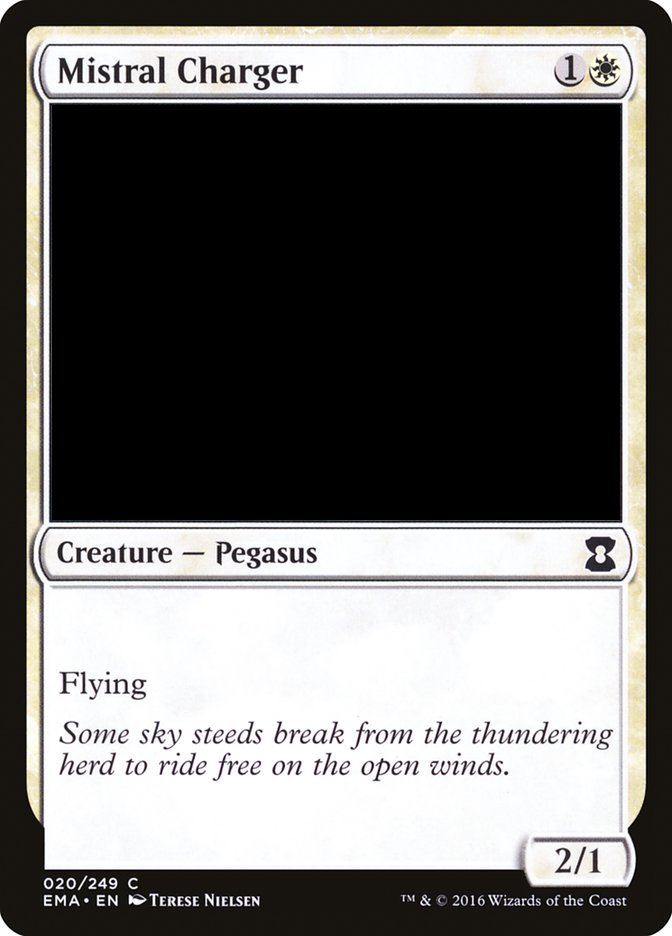 Mistral Charger 1
Creature — Pegasus
Flying
Some sky steeds break from the thundering
herd to ride free on the open winds.
2/1
020/249 C
EMA • EN TERESE NIELSEN
™ & © 2016 Wizards of the Coast